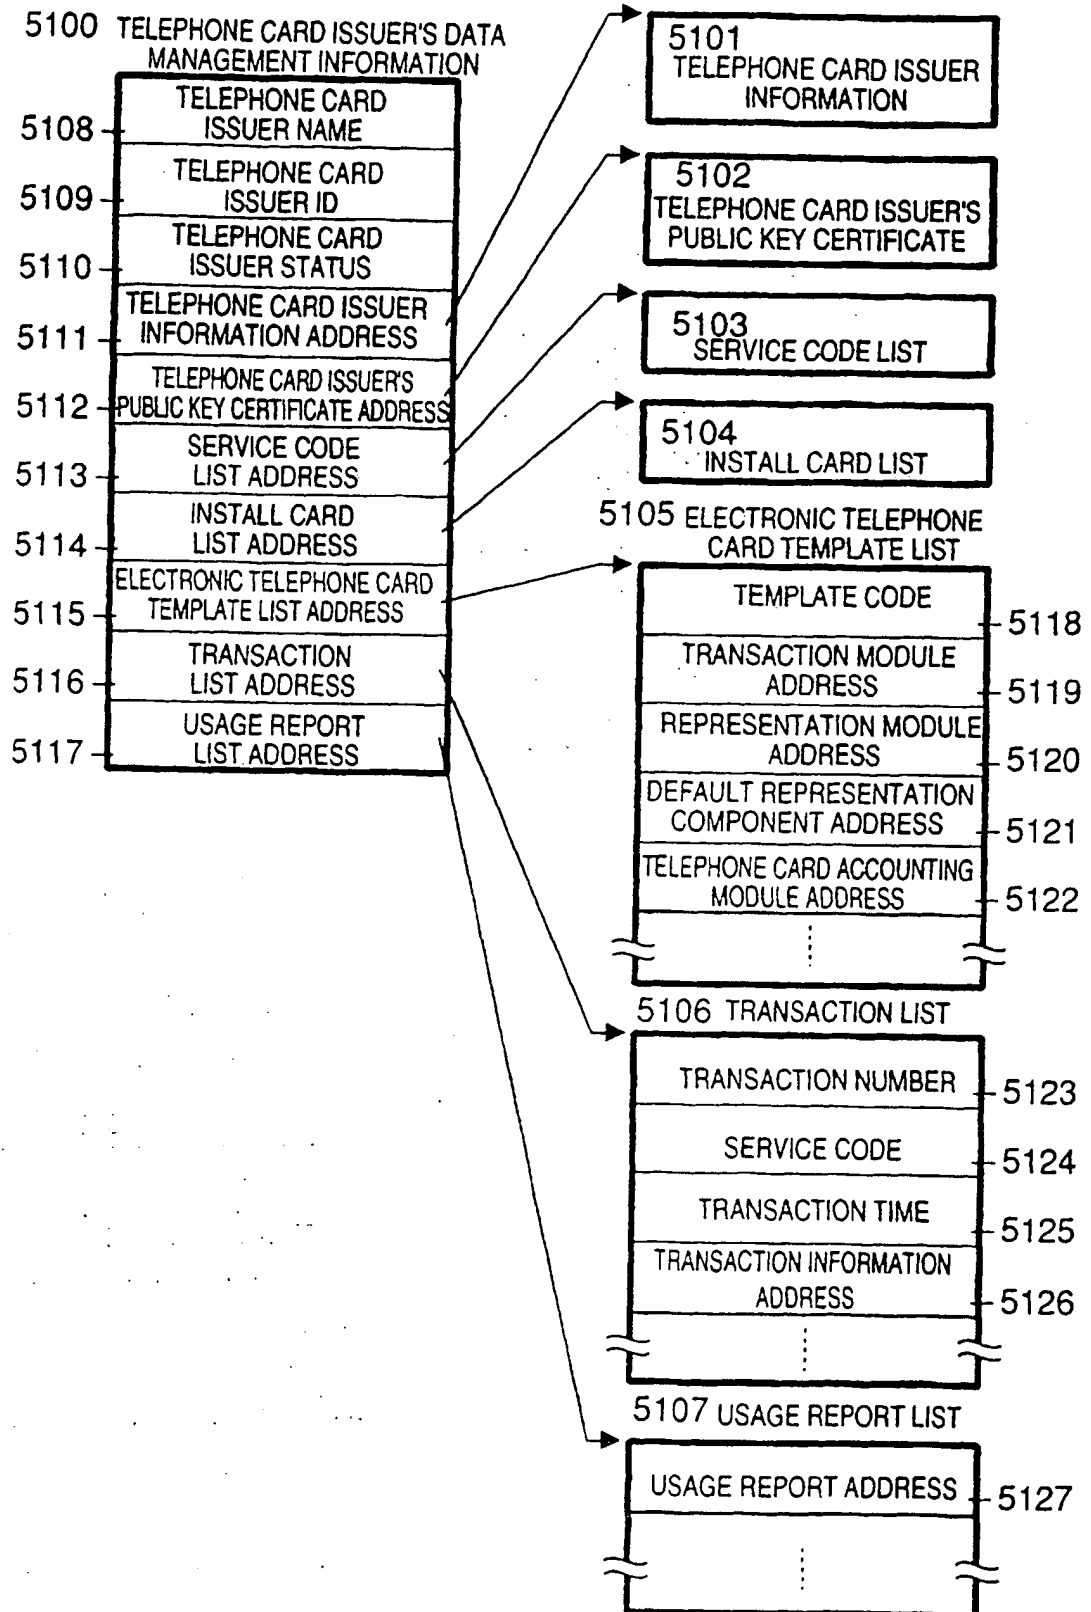 5100 TELEPHONE CARD ISSUER'S DATA
MANAGEMENT INFORMATION
TELEPHONE CARD
ISSUER NAME
5108
TELEPHONE CARD
ISSUER ID
5109
TELEPHONE CARD
ISSUER STATUS
5110
TELEPHONE CARD ISSUER
INFORMATION ADDRESS
5111
TELEPHONE CARD ISSUER'S
PUBLIC KEY CERTIFICATE ADDRESS
5112
SERVICE CODE
LIST ADDRESS
5113
INSTALL CARD
LIST ADDRESS
5114
ELECTRONIC TELEPHONE CARD
TEMPLATE LIST ADDRESS
5115
TRANSACTION
LIST ADDRESS
5116
USAGE REPORT
LIST ADDRESS
5117
5101
TELEPHONE CARD ISSUER
INFORMATION
5102
TELEPHONE CARD ISSUER'S
PUBLIC KEY CERTIFICATE
5103
SERVICE CODE LIST
5104
INSTALL CARD LIST
5105 ELECTRONIC TELEPHONE
CARD TEMPLATE LIST
TEMPLATE CODE
5118
TRANSACTION MODULE
ADDRESS
5119
REPRESENTATION MODULE
ADDRESS
5120
DEFAULT REPRESENTATION
COMPONENT ADDRESS
5121
TELEPHONE CARD ACCOUNTING
MODULE ADDRESS
5122
5106 TRANSACTION LIST
TRANSACTION NUMBER
5123
SERVICE CODE
5124
TRANSACTION TIME
5125
TRANSACTION INFORMATION
ADDRESS
5126
5107 USAGE REPORT LIST
USAGE REPORT ADDRESS
5127